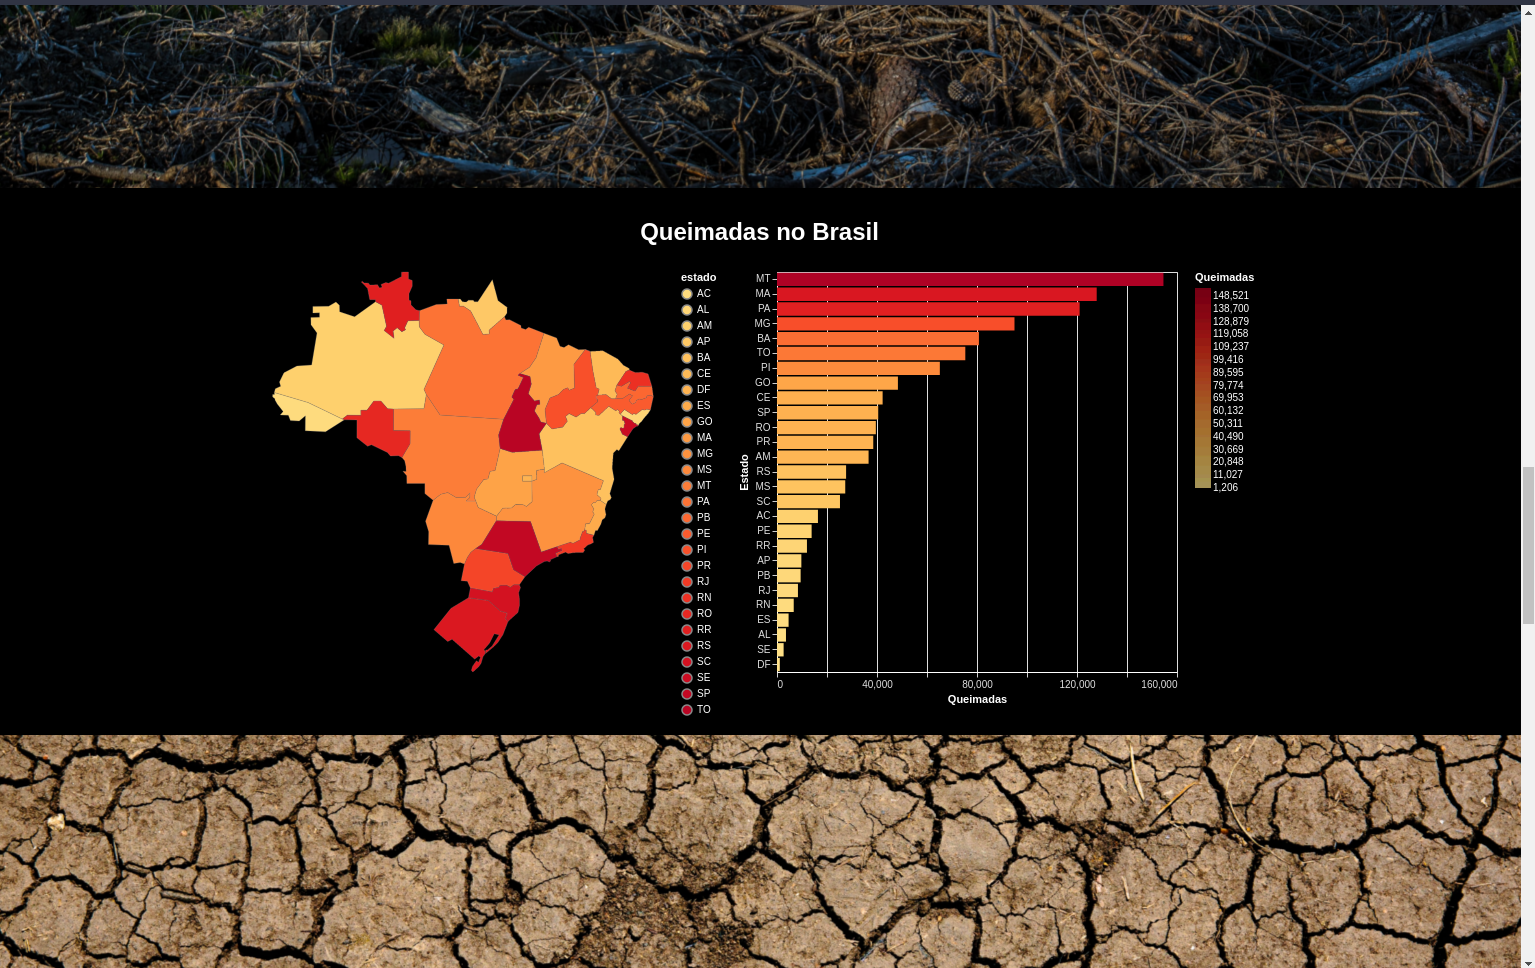 Queimadas no Brasil
estado
AC
AL
AM
AP
BA
CE
DF
ES
GO
MA
MG
MS
MT
PA
PB
PE
PI
PR
RJ
RN
RO
RR
RS
SC
SE
SP
TO
Estado
MT
MA
PA
MG
BA
TO
PI
GO
CE
SP
RO
PR
AM
RS
MS
SC
AC
PE
RR
AP
PB
RJ
RN
ES
AL
SE
DF
0 40,000 80,000 120,000 160,000
Queimadas
Queimadas
148,521
138,700
128,879
119,058
109,237
99,416
89,595
79,774
69,953
60,132
50,311
40,490
30,669
20,848
11,027
1,206